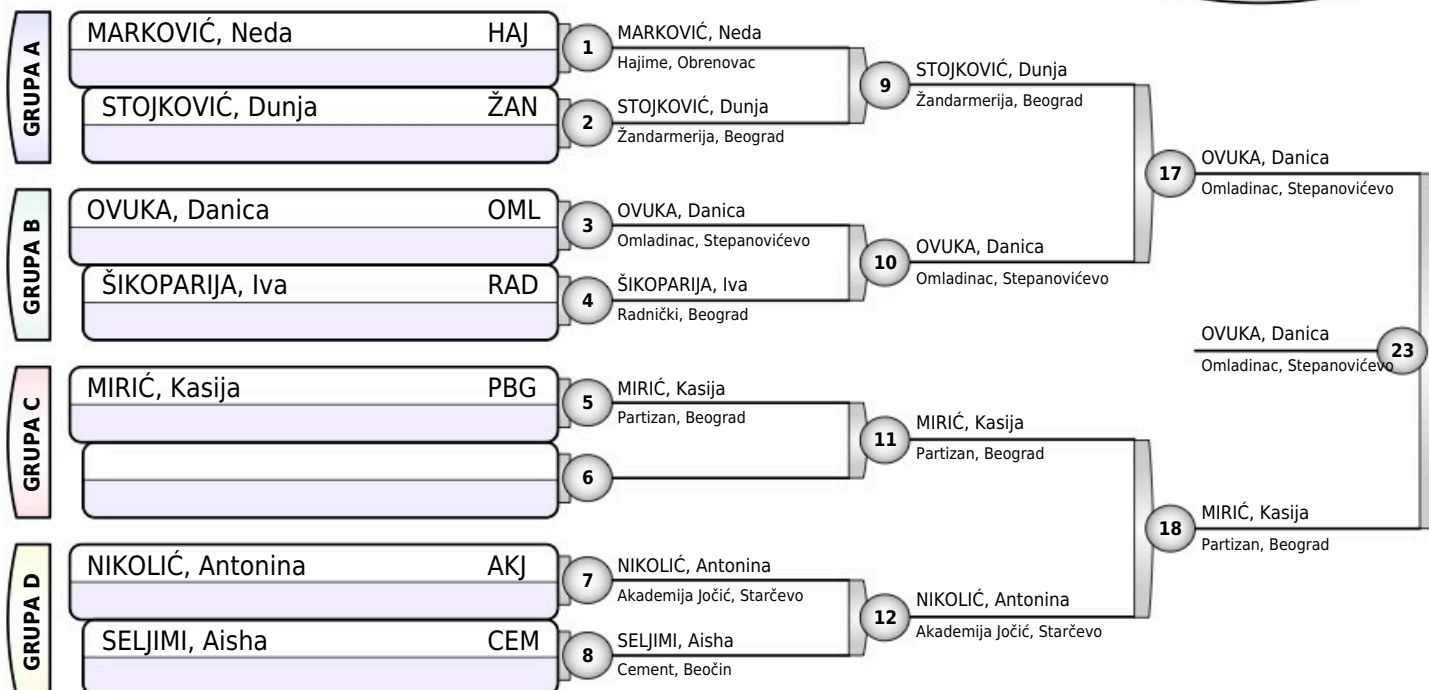 GRUPA A
MARKOVIĆ, Neda HAJ
STOJKOVIĆ, Dunja ŽAN
GRUPA B
OVUKA, Danica OML
ŠIKOPARIJA, Iva RAD
GRUPA C
MIRIĆ, Kasija PBG
GRUPA D
NIKOLIĆ, Antonina AKJ
SELJIMI, Aisha CEM
1
MARKOVIĆ, Neda
Hajime, Obrenovac
2
STOJKOVIĆ, Dunja
Žandarmerija, Beograd
3
OVUKA, Danica
Omladinac, Stepanovićevo
4
ŠIKOPARIJA, Iva
Radnički, Beograd
5
MIRIĆ, Kasija
Partizan, Beograd
6
7
NIKOLIĆ, Antonina
Akademija Jočić, Starčevo
8
SELJIMI, Aisha
Cement, Beočin
9
STOJKOVIĆ, Dunja
Žandarmerija, Beograd
10
OVUKA, Danica
Omladinac, Stepanovićevo
11
MIRIĆ, Kasija
Partizan, Beograd
12
NIKOLIĆ, Antonina
Akademija Jočić, Starčevo
17
OVUKA, Danica
Omladinac, Stepanovićevo
18
MIRIĆ, Kasija
Partizan, Beograd
OVUKA, Danica
Omladinac, Stepanovićevo
23